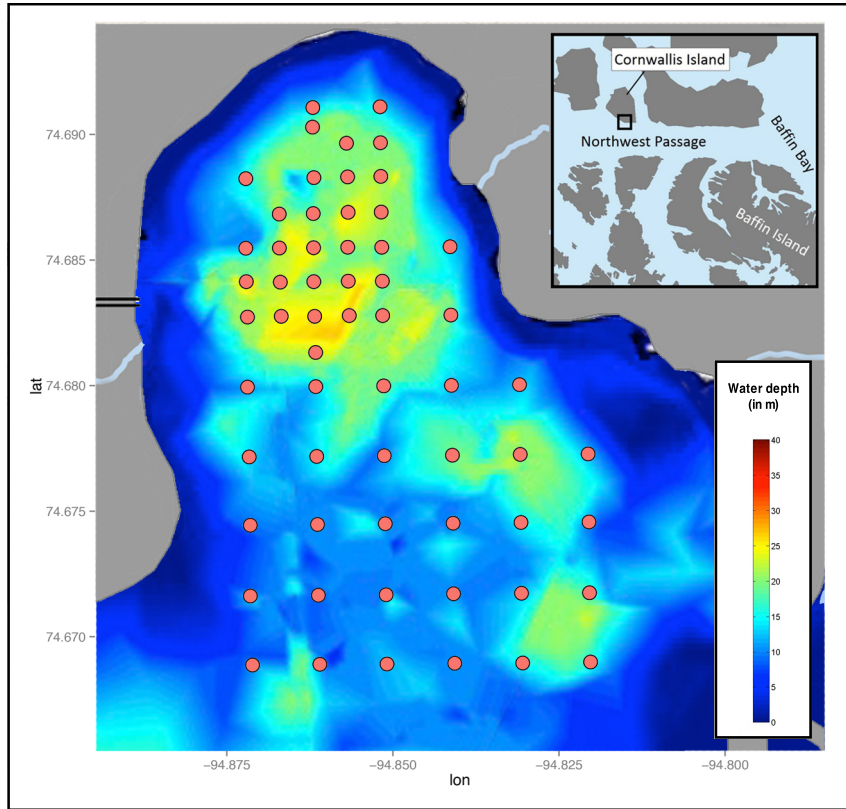 Cornwallis Island
Northwest Passage
Baffin Bay
Baffin Island
74.690
74.685
74.680
74.675
74.670
lat
−94.875
−94.850
−94.825
−94.800
lon
Water depth
(in m)
40
35
30
25
20
15
10
5
0